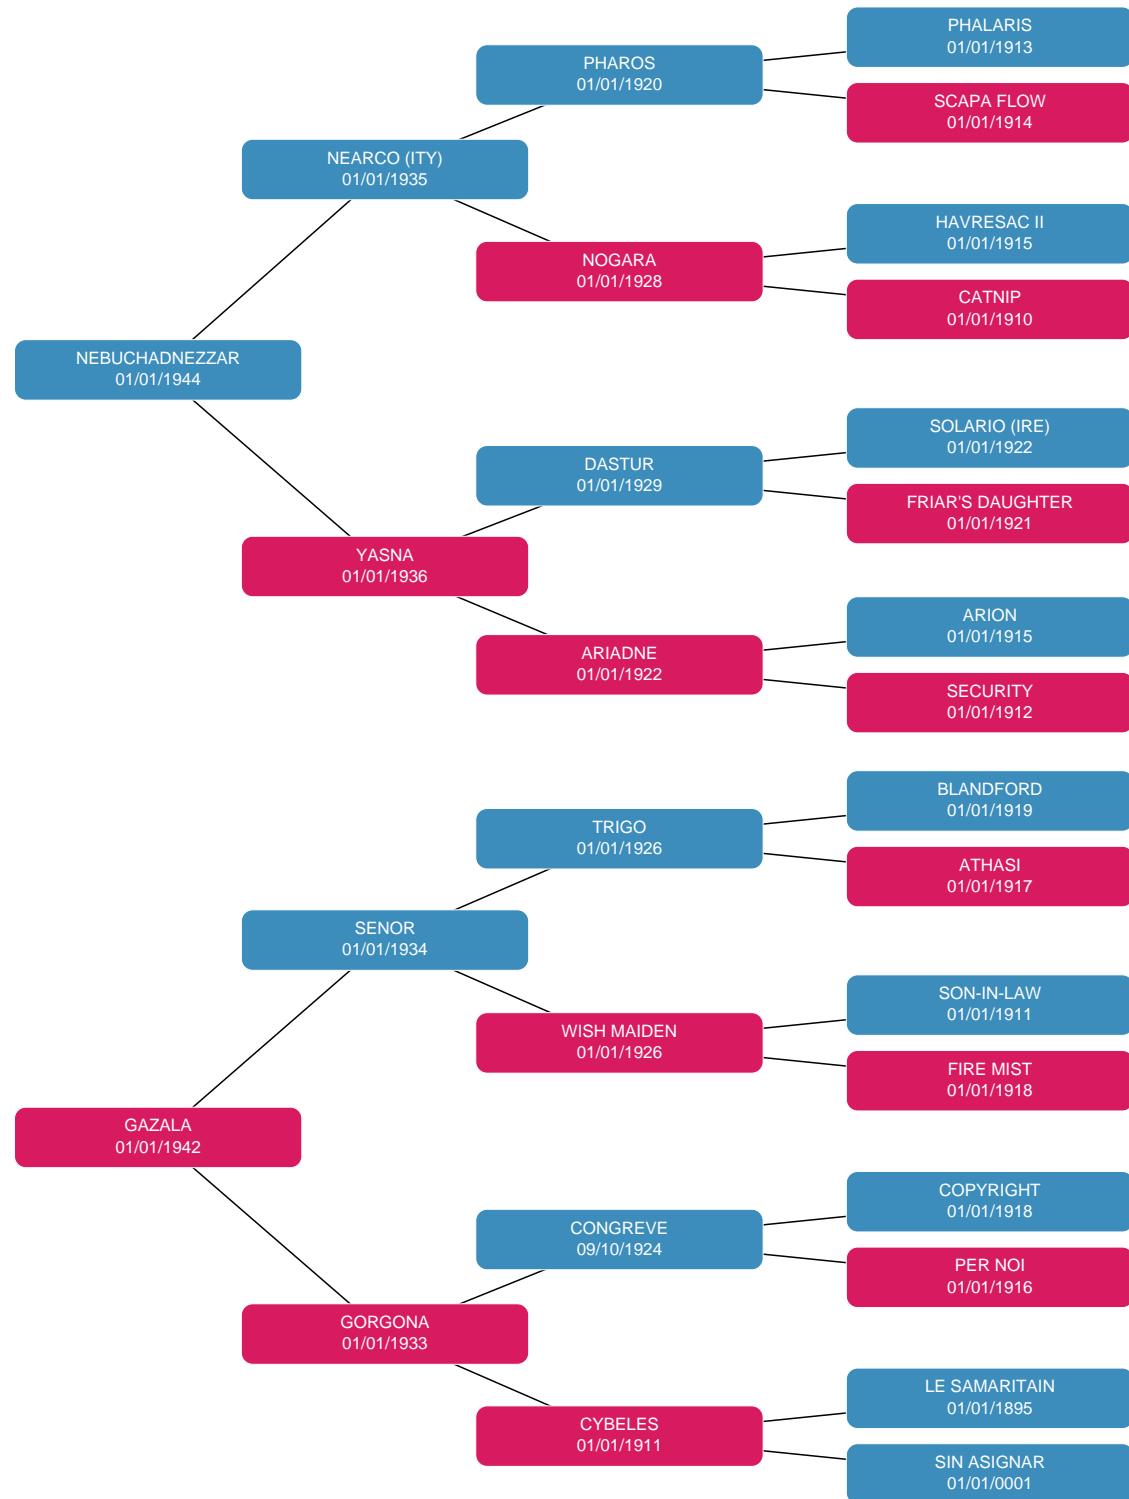 PHALARIS
01/01/1913
PHAROS
01/01/1920
SCAPA FLOW
01/01/1914
NEARCO (ITY)
01/01/1935
HAVRESAC II
01/01/1915
NOGARA
01/01/1928
CATNIP
01/01/1910
NEBUCHADNEZZAR
01/01/1944
SOLARIO (IRE)
01/01/1922
DASTUR
01/01/1929
FRIAR'S DAUGHTER
01/01/1921
YASNA
01/01/1936
ARION
01/01/1915
ARIADNE
01/01/1922
SECURITY
01/01/1912
BLANDFORD
01/01/1919
TRIGO
01/01/1926
ATHASI
01/01/1917
SENOR
01/01/1934
SON-IN-LAW
01/01/1911
WISH MAIDEN
01/01/1926
FIRE MIST
01/01/1918
GAZALA
01/01/1942
COPYRIGHT
01/01/1918
CONGREVE
09/10/1924
PER NOI
01/01/1916
GORGONA
01/01/1933
LE SAMARITAIN
01/01/1895
CYBELES
01/01/1911
SIN ASIGNAR
01/01/0001